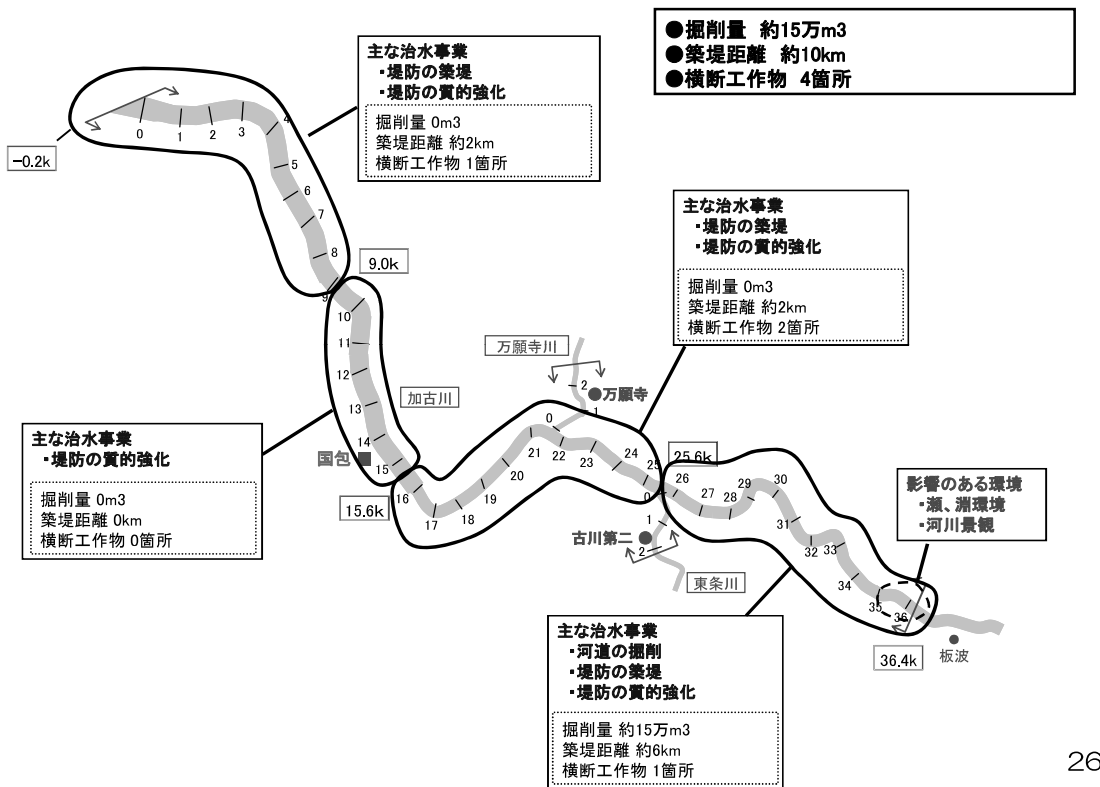 ●掘削量 約15万m3
●築堤距離 約10km
●横断工作物 4箇所
主な治水事業
・堤防の築堤
・堤防の質的強化
掘削量 0m3
築堤距離 約2km
横断工作物 1箇所
-0.2k
0
1
2
3
4
5
6
7
8
9
9.0k
主な治水事業
・堤防の築堤
・堤防の質的強化
掘削量 0m3
築堤距離 約2km
横断工作物 2箇所
10
11
12
13
14
15
加古川
国包
主な治水事業
・堤防の質的強化
掘削量 0m3
築堤距離 0km
横断工作物 0箇所
15.6k
万願寺川
2
万願寺
1
0
16
17
18
19
20
21
22
23
24
25
25.6k
0
1
古川第二
2
東条川
26
27
28
29
30
31
32
33
34
35
36
影響のある環境
・瀬、淵環境
・河川景観
36.4k
板波
主な治水事業
・河道の掘削
・堤防の築堤
・堤防の質的強化
掘削量 約15万m3
築堤距離 約6km
横断工作物 1箇所
26